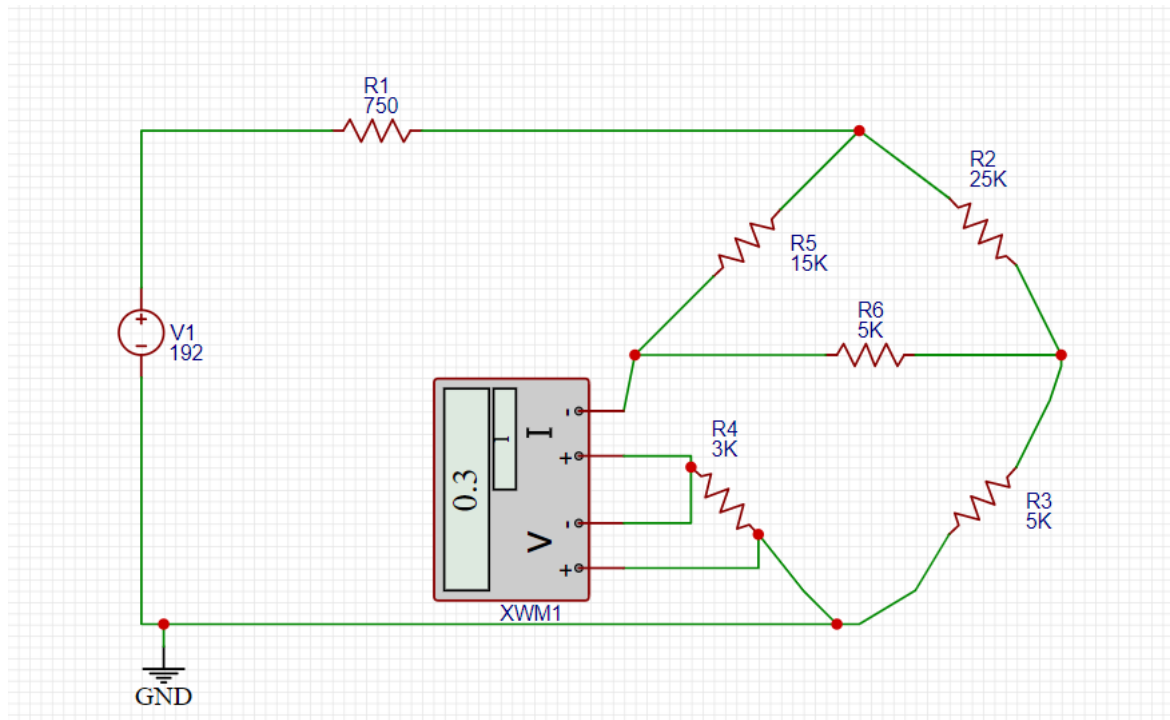 R1
750
R2
25K
R5
15K
R6
5K
V1
192
R4
3K
R3
5K
0.3
I
I
-
+
V
-
+
XWM1
GND